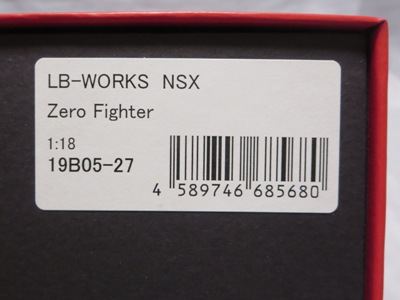 LB-WORKS NSX
Zero Fighter
1:18
19B05-27
4 589746 685680